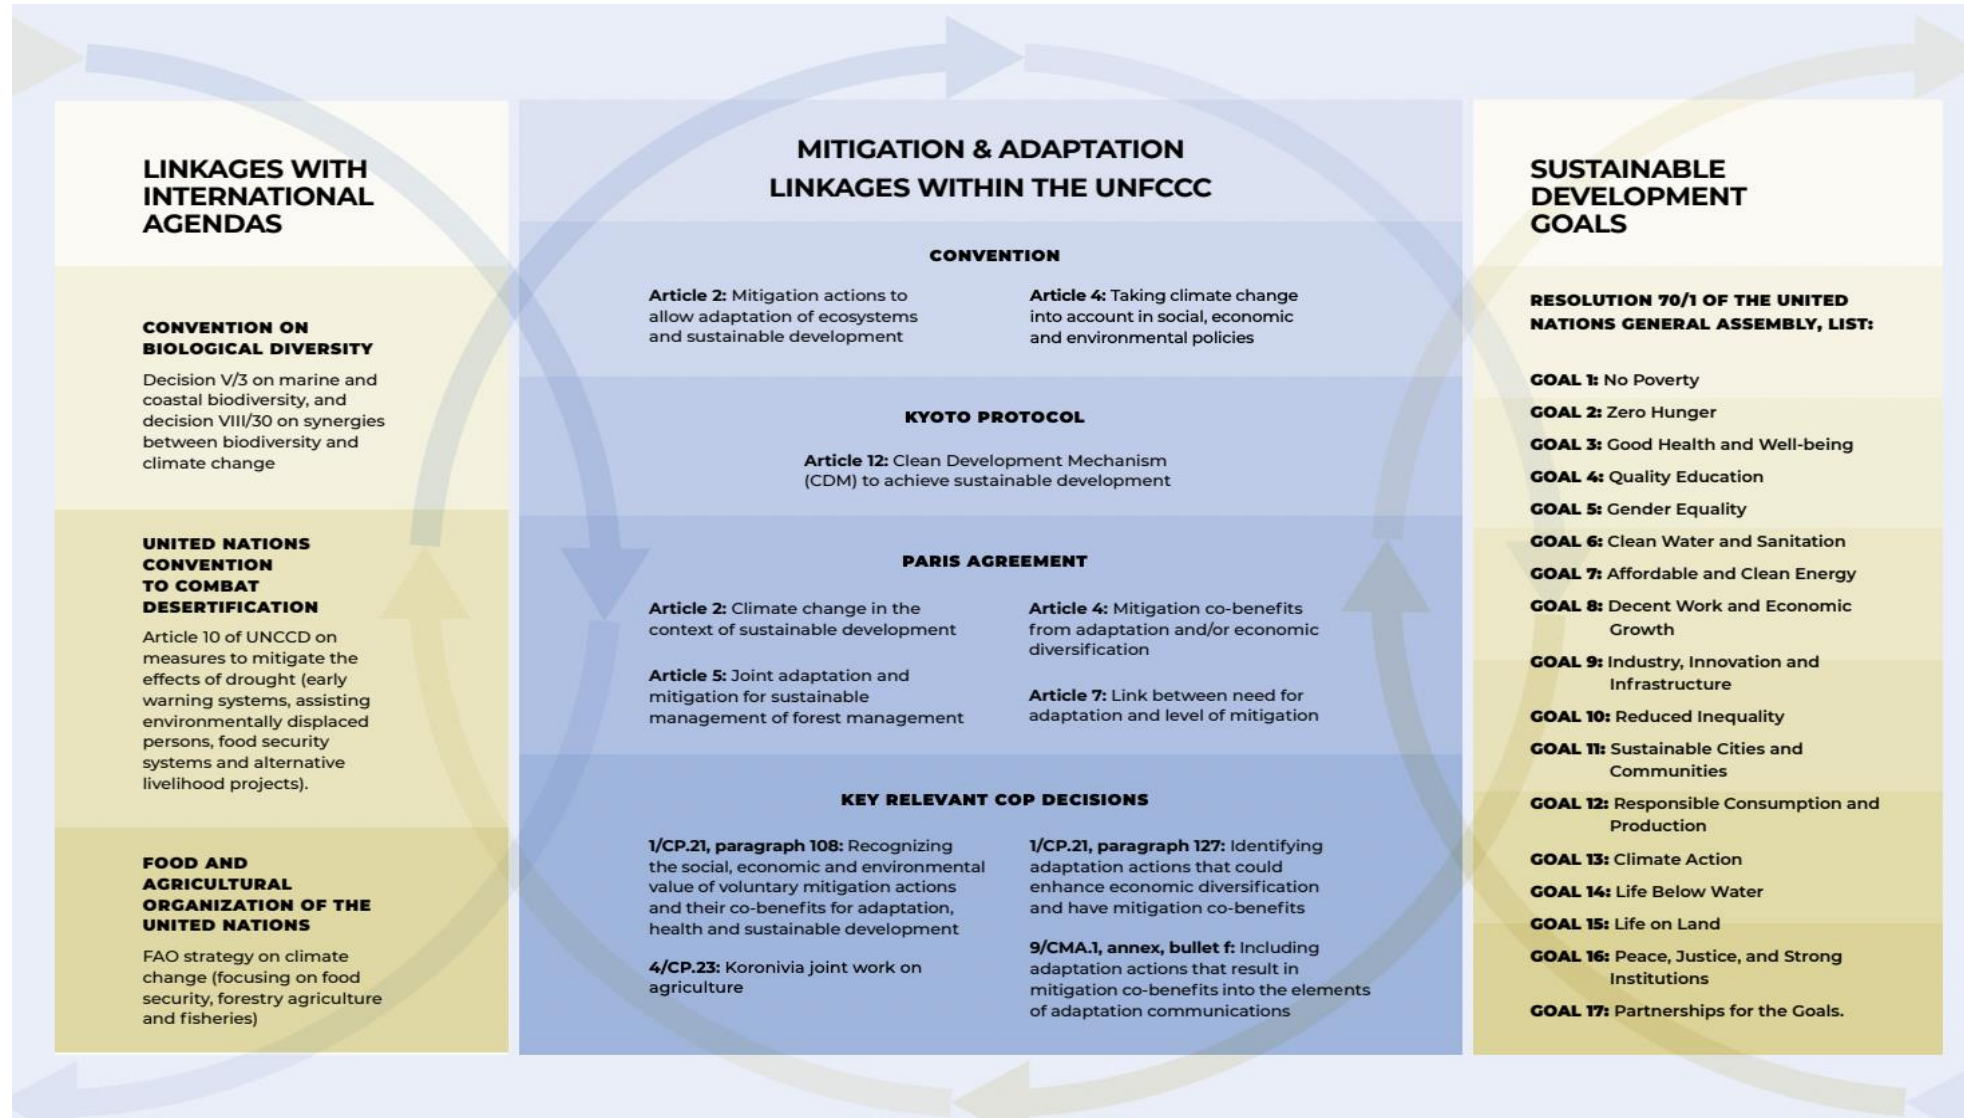 LINKAGES WITH
INTERNATIONAL
AGENDAS
CONVENTION ON
BIOLOGICAL DIVERSITY
Decision V/3 on marine and
coastal biodiversity, and
decision VIII/30 on synergies
between biodiversity and
climate change
UNITED NATIONS
CONVENTION
TO COMBAT
DESERTIFICATION
Article 10 of UNCCD on
measures to mitigate the
effects of drought (early
warning systems, assisting
environmentally displaced
persons, food security
systems and alternative
livelihood projects).
FOOD AND
AGRICULTURAL
ORGANIZATION OF THE
UNITED NATIONS
FAO strategy on climate
change (focusing on food
security, forestry agriculture
and fisheries)
MITIGATION & ADAPTATION
LINKAGES WITHIN THE UNFCCC
CONVENTION
Article 2: Mitigation actions to
allow adaptation of ecosystems
and sustainable development
Article 4: Taking climate change
into account in social, economic
and environmental policies
KYOTO PROTOCOL
Article 12: Clean Development Mechanism
(CDM) to achieve sustainable development
PARIS AGREEMENT
Article 2: Climate change in the
context of sustainable development
Article 5: Joint adaptation and
mitigation for sustainable
management of forest management
Article 4: Mitigation co-benefits
from adaptation and/or economic
diversification
Article 7: Link between need for
adaptation and level of mitigation
KEY RELEVANT COP DECISIONS
1/CP.21, paragraph 108: Recognizing
the social, economic and environmental
value of voluntary mitigation actions
and their co-benefits for adaptation,
health and sustainable development
4/CP.23: Koronivia joint work on
agriculture
1/CP.21, paragraph 127: Identifying
adaptation actions that could
enhance economic diversification
and have mitigation co-benefits
9/CMA.1, annex, bullet f: Including
adaptation actions that result in
mitigation co-benefits into the elements
of adaptation communications
SUSTAINABLE
DEVELOPMENT
GOALS
RESOLUTION 70/1 OF THE UNITED
NATIONS GENERAL ASSEMBLY, LIST:
GOAL 1: No Poverty
GOAL 2: Zero Hunger
GOAL 3: Good Health and Well-being
GOAL 4: Quality Education
GOAL 5: Gender Equality
GOAL 6: Clean Water and Sanitation
GOAL 7: Affordable and Clean Energy
GOAL 8: Decent Work and Economic
Growth
GOAL 9: Industry, Innovation and
Infrastructure
GOAL 10: Reduced Inequality
GOAL 11: Sustainable Cities and
Communities
GOAL 12: Responsible Consumption and
Production
GOAL 13: Climate Action
GOAL 14: Life Below Water
GOAL 15: Life on Land
GOAL 16: Peace, Justice, and Strong
Institutions
GOAL 17: Partnerships for the Goals.